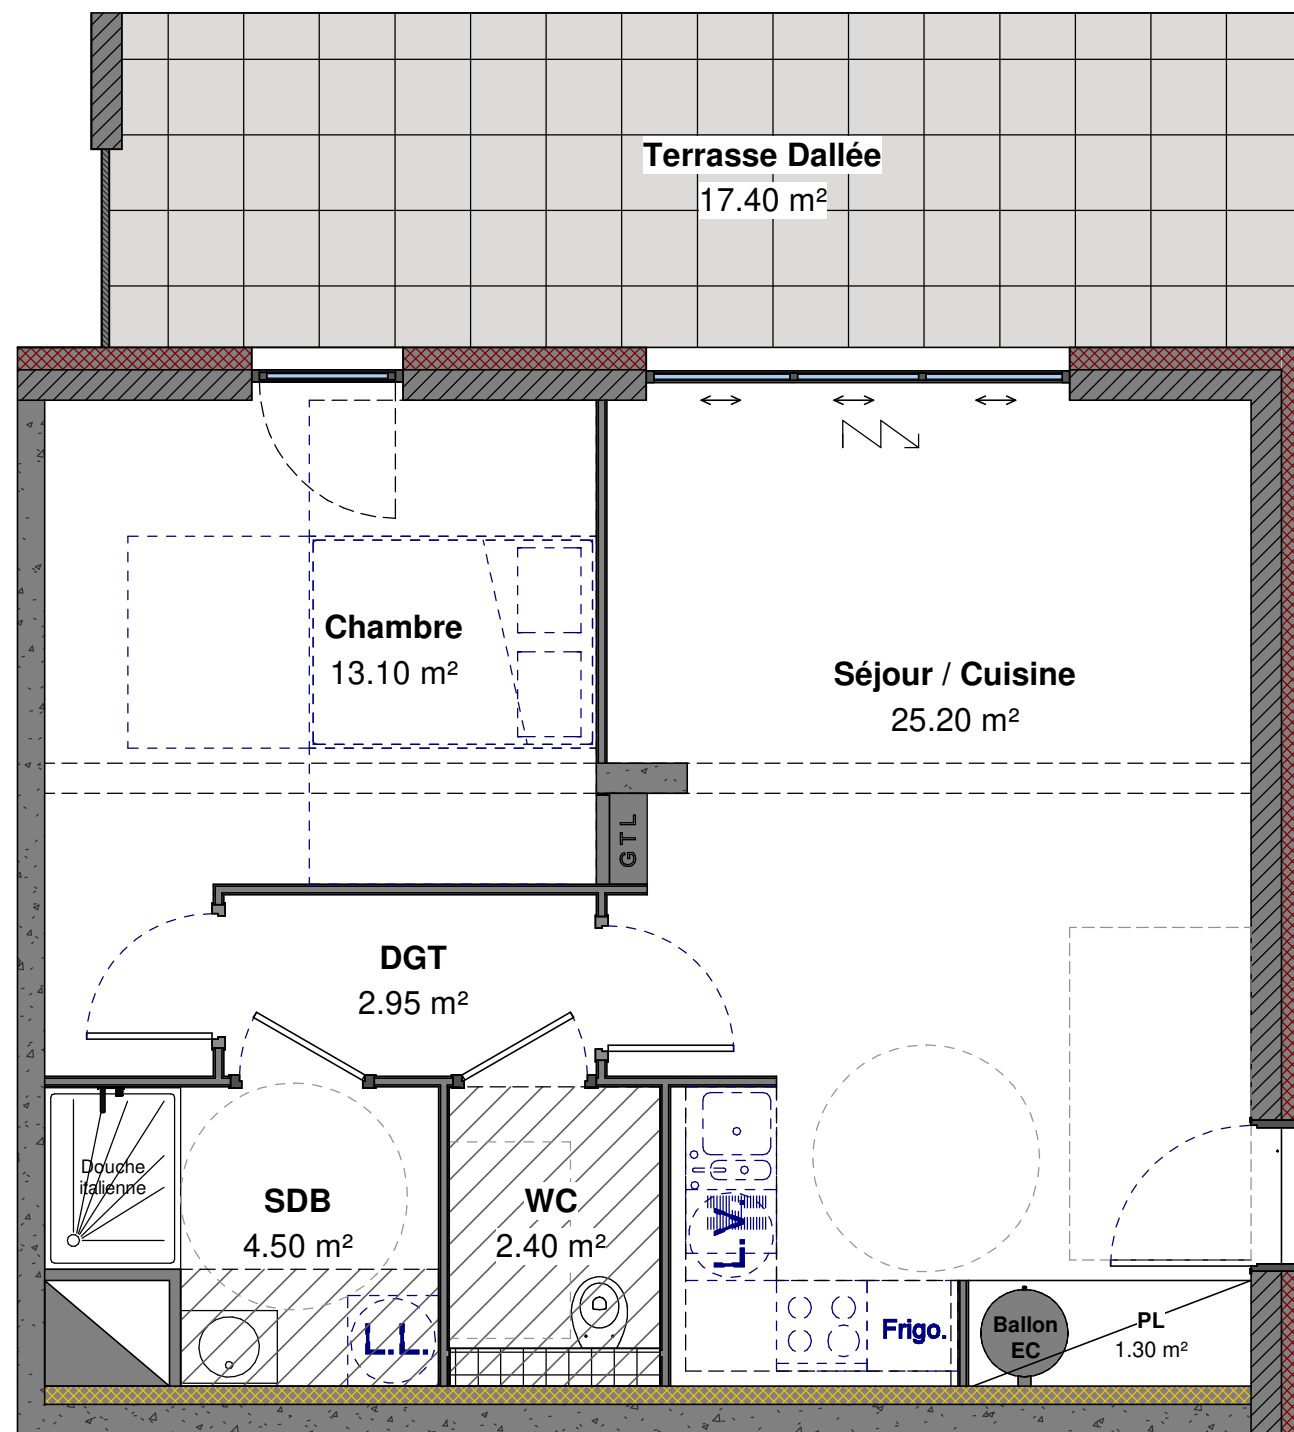 Terrasse Dallée
17.40 m²
Chambre
13.10 m²
Séjour / Cuisine
25.20 m²
GTL
DGT
2.95 m²
Douche
italienne
SDB
4.50 m²
WC
2.40 m²
L.V.
L.L.
Frigo.
Ballon
EC
PL
1.30 m²